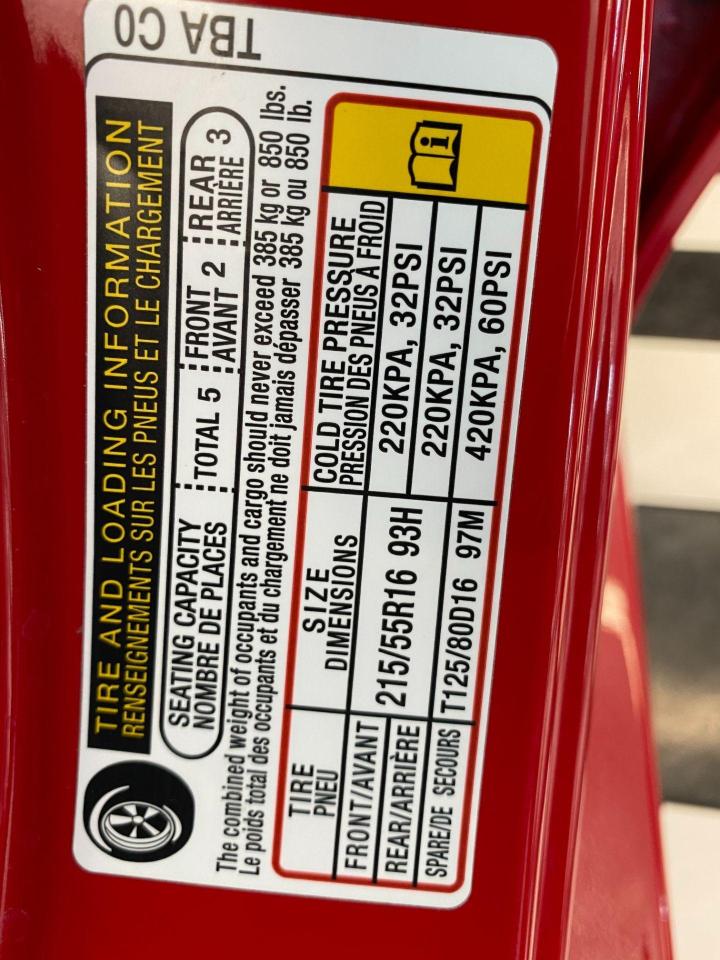 TBA C0
TIRE AND LOADING INFORMATION
RENSEIGNEMENTS SUR LES PNEUS ET LE CHARGEMENT
SEATING CAPACITY TOTAL 5 FRONT 2 REAR 3
NOMBRE DE PLACES AVANT ARRIÈRE
The combined weight of occupants and cargo should never exceed 385 kg or 850 lbs.
Le poids total des occupants et du chargement ne doit jamais dépasser 385 kg ou 850 lb.
TIRE SIZE COLD TIRE PRESSURE
PNEU DIMENSIONS PRESSION DES PNEUS À FROID
FRONT/AVANT 215/55R16 93H 220KPA, 32PSI
REAR/ARRIÈRE 220KPA, 32PSI
SPARE/DE SECOURS T125/80D16 97M 420KPA, 60PSI